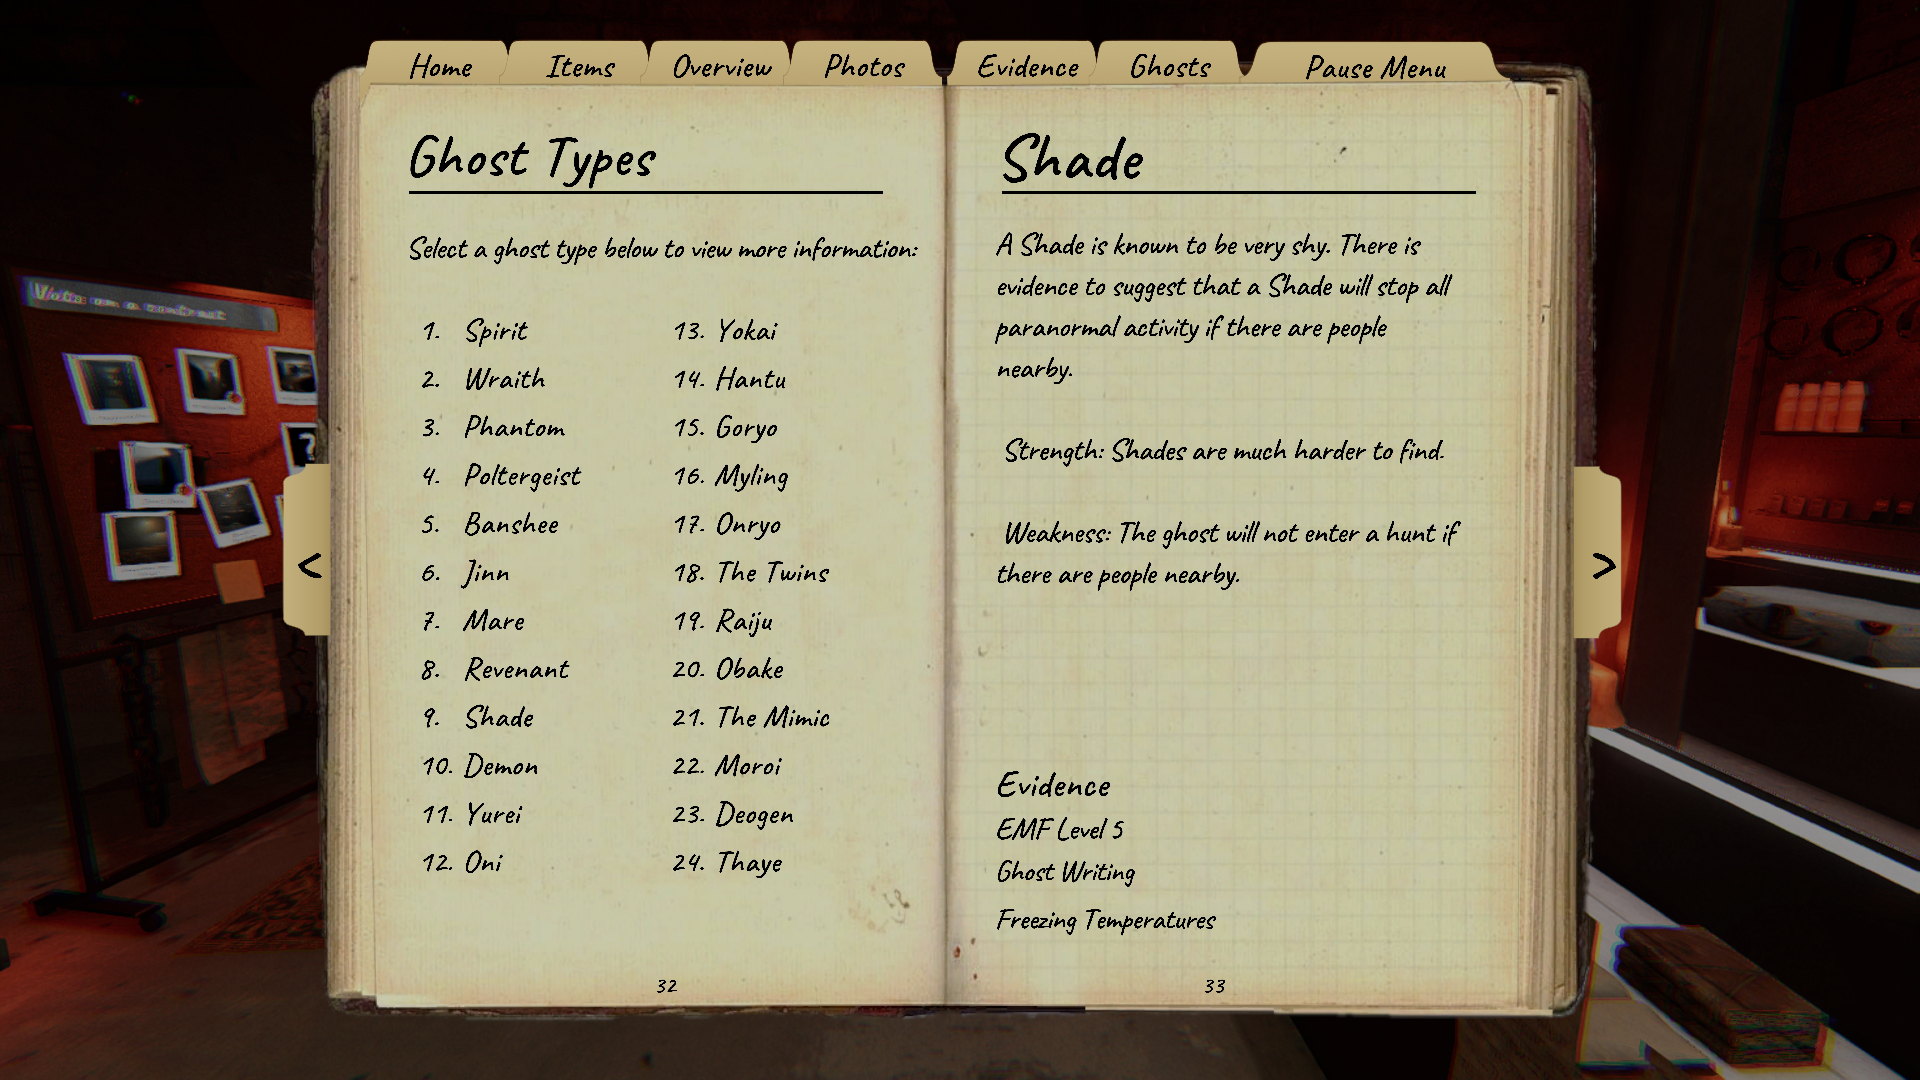 Home Items Overview Photos Evidence Ghosts Pause Menu
Ghost Types
Select a ghost type below to view more information:
1. Spirit
2. Wraith
3. Phantom
4. Poltergeist
5. Banshee
6. Jinn
7. Mare
8. Revenant
9. Shade
10. Demon
11. Yurei
12. Oni
13. Yokai
14. Hantu
15. Goryo
16. Myling
17. Onryo
18. The Twins
19. Raiju
20. Obake
21. The Mimic
22. Moroi
23. Deogen
24. Thaye
32
<
Shade
A Shade is known to be very shy. There is
evidence to suggest that a Shade will stop all
paranormal activity if there are people
nearby.
Strength: Shades are much harder to find.
Weakness: The ghost will not enter a hunt if
there are people nearby.
Evidence
EMF Level 5
Ghost Writing
Freezing Temperatures
33
>